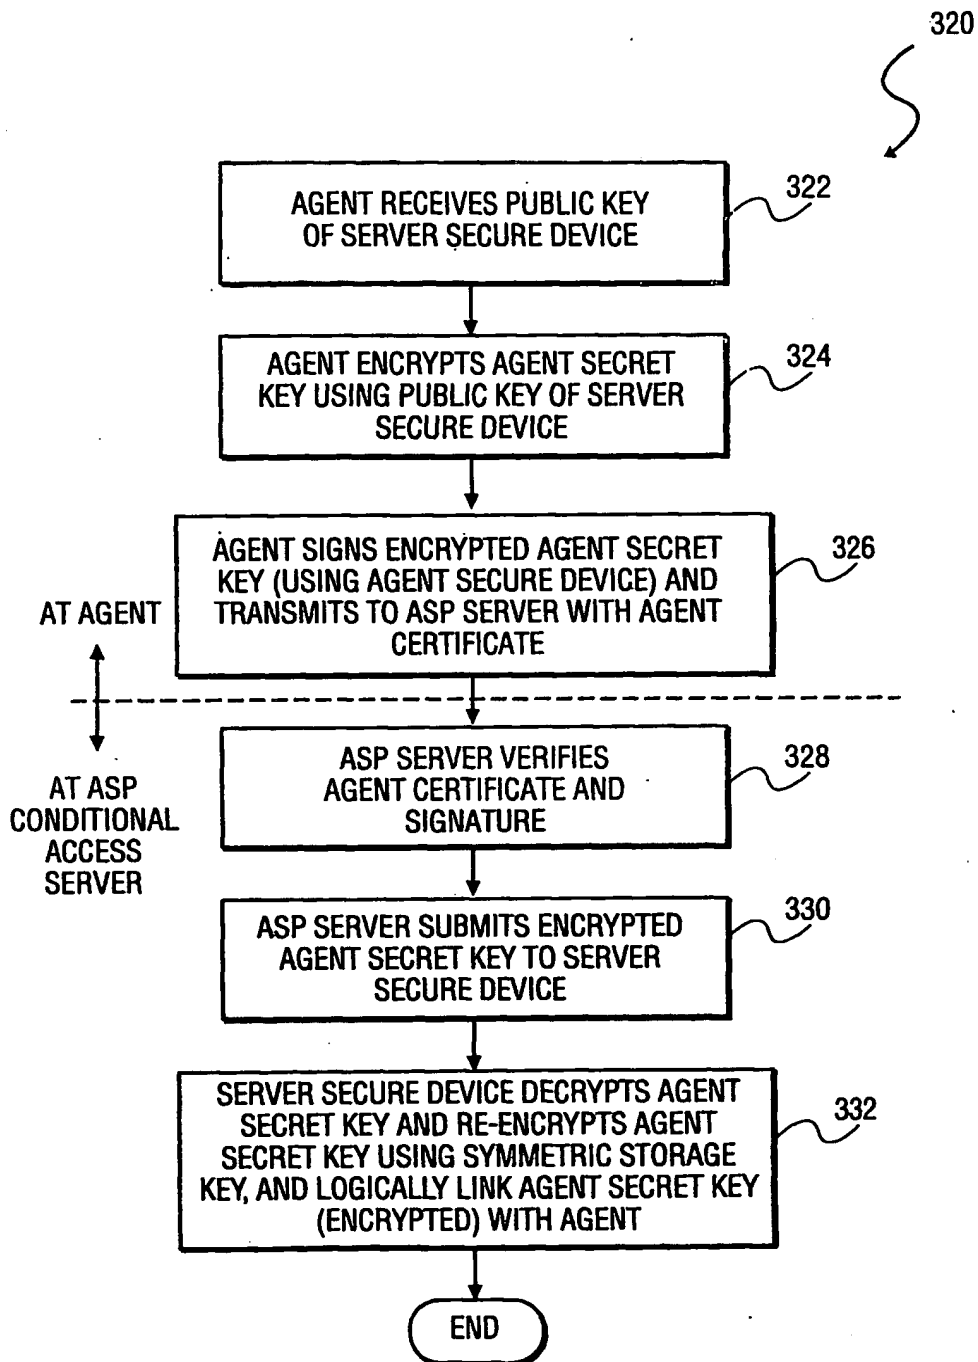 320
AGENT RECEIVES PUBLIC KEY
OF SERVER SECURE DEVICE
322
AGENT ENCRYPTS AGENT SECRET
KEY USING PUBLIC KEY OF SERVER
SECURE DEVICE
324
AGENT SIGNS ENCRYPTED AGENT SECRET
KEY (USING AGENT SECURE DEVICE) AND
TRANSMITS TO ASP SERVER WITH AGENT
CERTIFICATE
326
AT AGENT
AT ASP
CONDITIONAL
ACCESS
SERVER
ASP SERVER VERIFIES
AGENT CERTIFICATE AND
SIGNATURE
328
ASP SERVER SUBMITS ENCRYPTED
AGENT SECRET KEY TO SERVER
SECURE DEVICE
330
SERVER SECURE DEVICE DECRYPTS AGENT
SECRET KEY AND RE-ENCRYPTS AGENT
SECRET KEY USING SYMMETRIC STORAGE
KEY, AND LOGICALLY LINK AGENT SECRET KEY
(ENCRYPTED) WITH AGENT
332
END